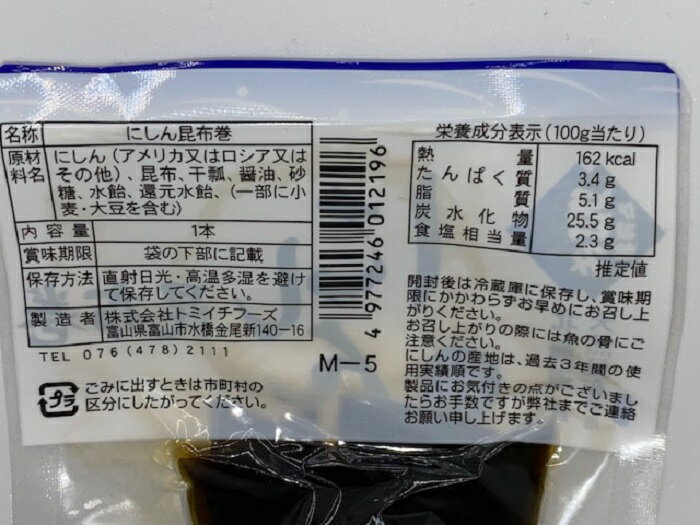 名称 にしん昆布巻
原材料名 にしん(アメリカ又はロシア又は
その他)、昆布、干瓢、醤油、砂
糖、水飴、還元水飴、(一部に小
麦・大豆を含む)
内容量 1本
賞味期限 袋の下部に記載
保存方法 直射日光・高温多湿を避け
て保存してください。
製造者 株式会社トミイチフーズ
富山県富山市水橋金尾新140-16
TEL 076(478)2111
プラ
ごみに出すときは市町村の
区分にしたがってください。
4 977246 012196
M-5
栄養成分表示(100g当たり)
熱量 162 kcal
たんぱく質 3.4 g
脂質 5.1 g
炭水化物 25.5 g
食塩相当量 2.3 g
推定値
開封後は冷蔵庫に保存し、賞味期
限にかかわらずお早めにお召し上
がりください。
お召し上がりの際には魚の骨にご
注意ください。
にしんの産地は、過去3年間の使
用実績順です。
製品にお気付きの点がございまし
たらお手数ですが弊社までご連絡
お願い申し上げます。